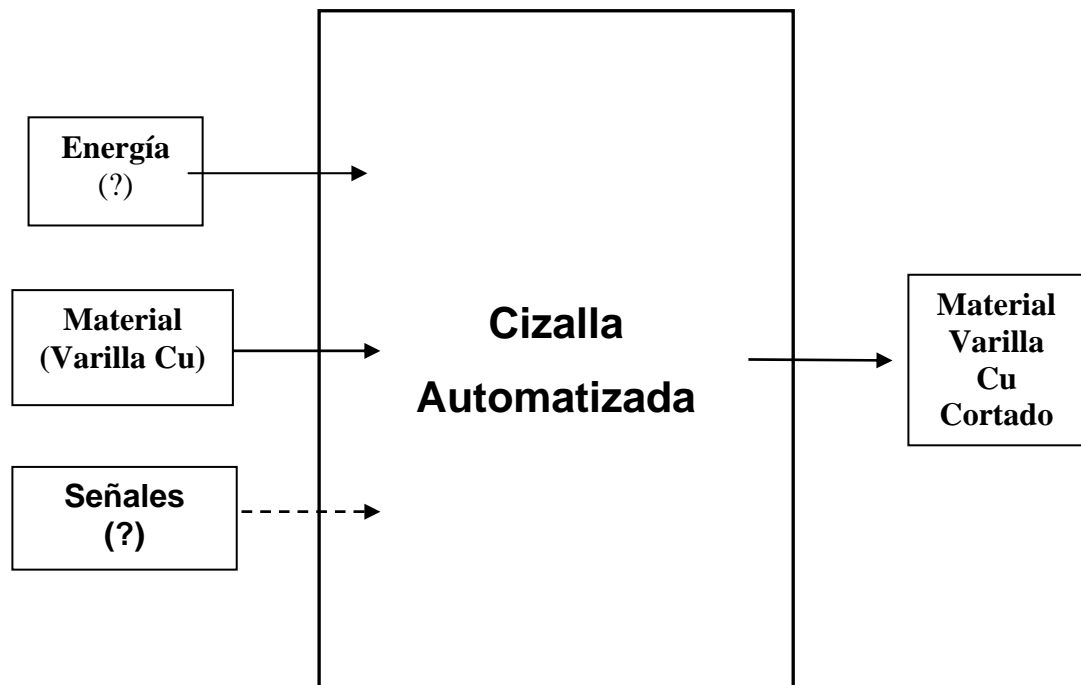 Energía
(?)
Material
(Varilla Cu)
Señales
(?)
Cizalla
Automatizada
Material
Varilla
Cu
Cortado